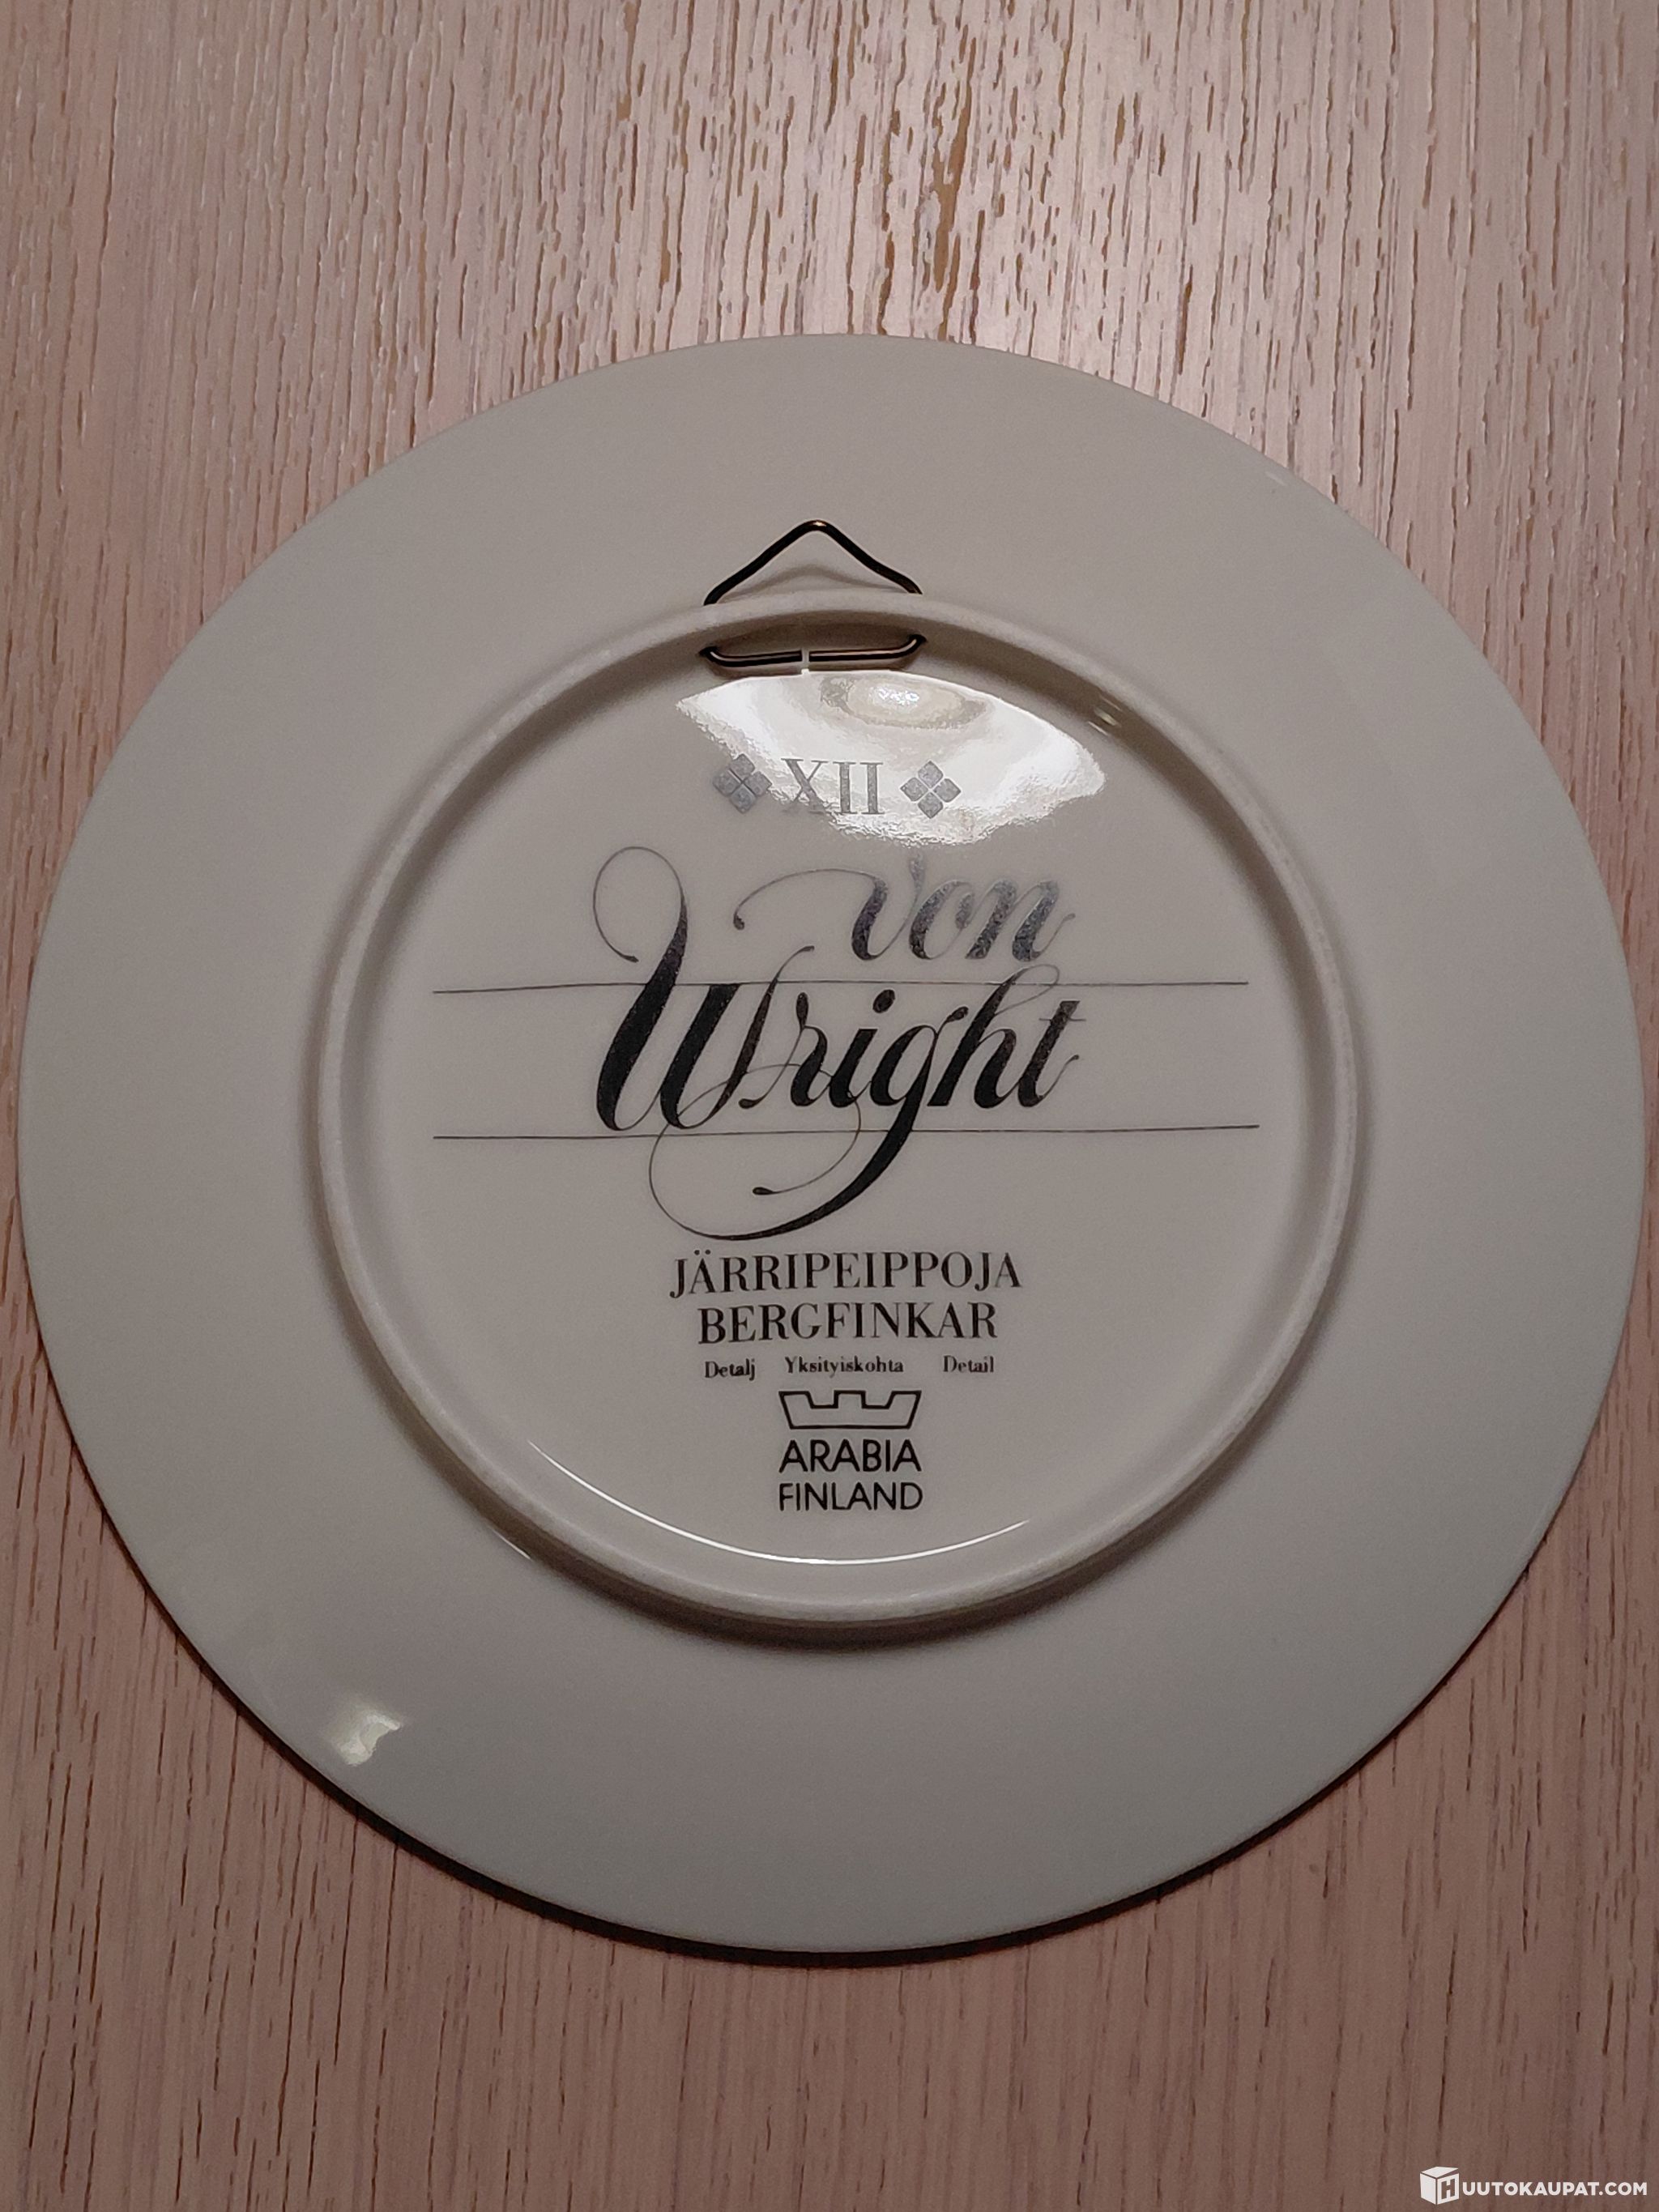 XII
von
Wright
JÄRRIPEIPPOJA
BERGFINKAR
Detalj Yksityiskohta Detail
ARABIA
FINLAND
HUUTOKAUPAT.COM